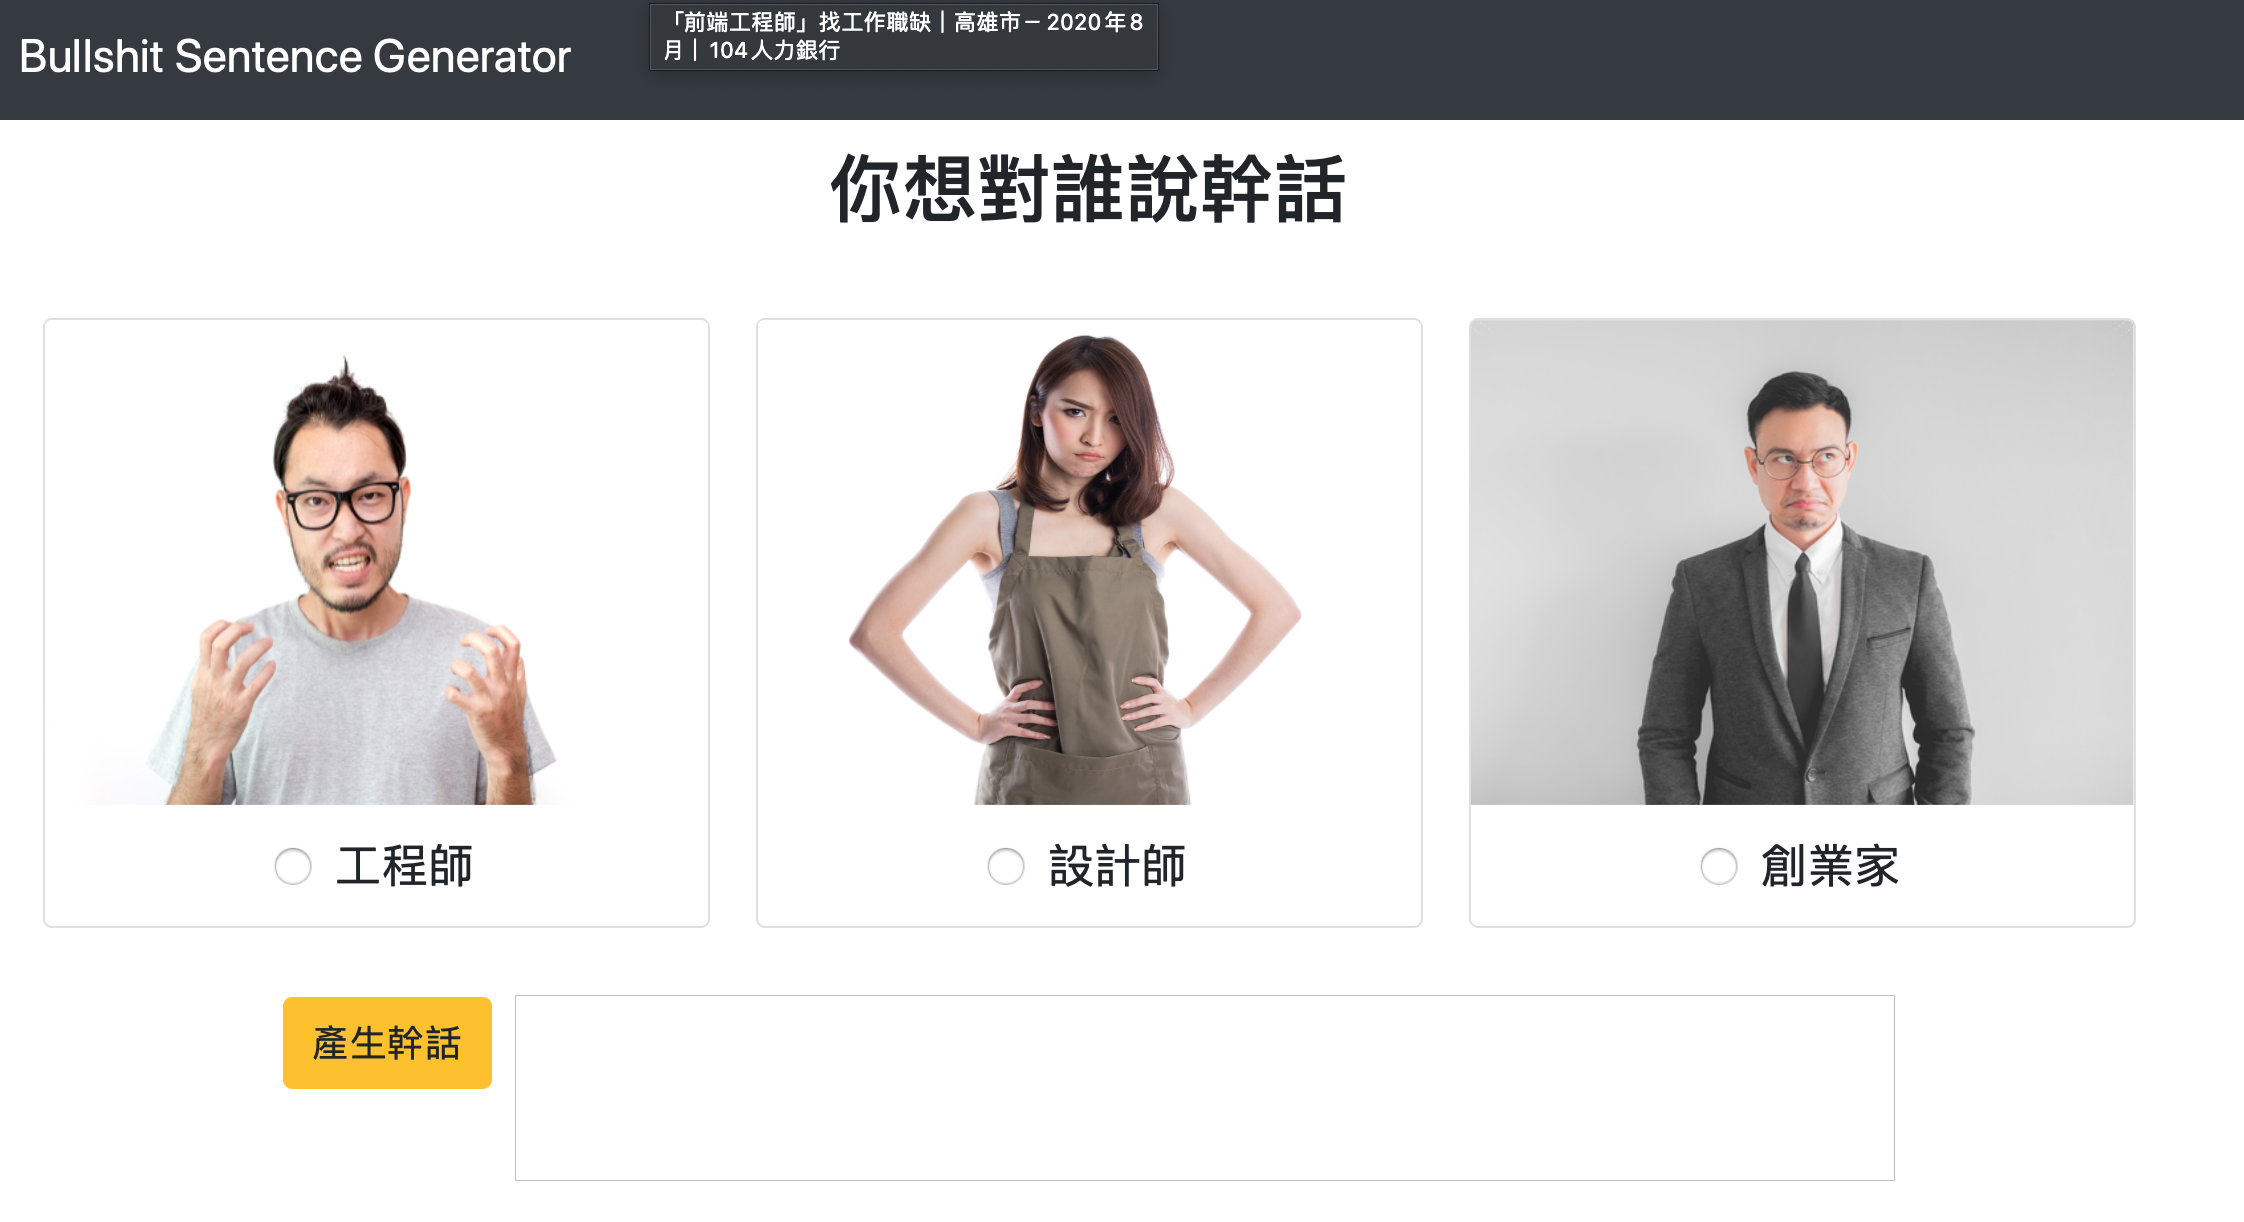 Bullshit Sentence Generator
「前端工程師」找工作職缺｜高雄市－2020年8
月｜104人力銀行
你想對誰說幹話
工程師
設計師
創業家
產生幹話